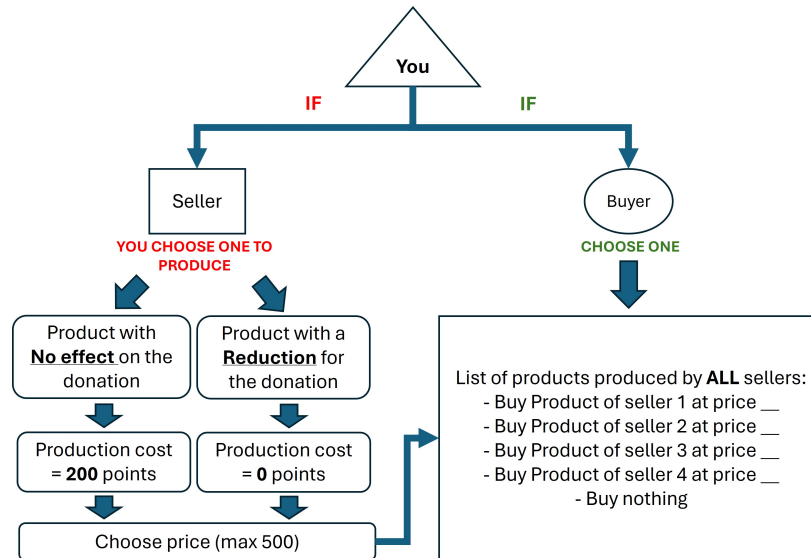 You
IF
IF
Seller
Buyer
YOU CHOOSE ONE TO
PRODUCE
CHOOSE ONE
Product with
No effect on the
donation
Product with a
Reduction for
the donation
Production cost
= 200 points
Production cost
= 0 points
Choose price (max 500)
List of products produced by ALL sellers:
- Buy Product of seller 1 at price __
- Buy Product of seller 2 at price __
- Buy Product of seller 3 at price __
- Buy Product of seller 4 at price __
- Buy nothing